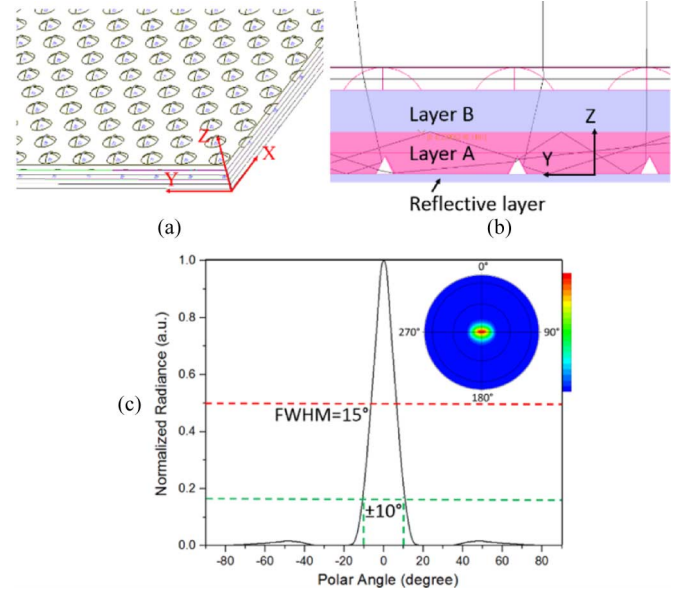 Z
X
Y
(a)
Layer B
Z
Layer A
Y
Reflective layer
(b)
(c)
Normalized Radiance (a.u.)
1.0
0.8
0.6
0.4
0.2
0.0
FWHM=15°
±10°
0°
270°
90°
180°
-80 -60 -40 -20 0 20 40 60 80
Polar Angle (degree)